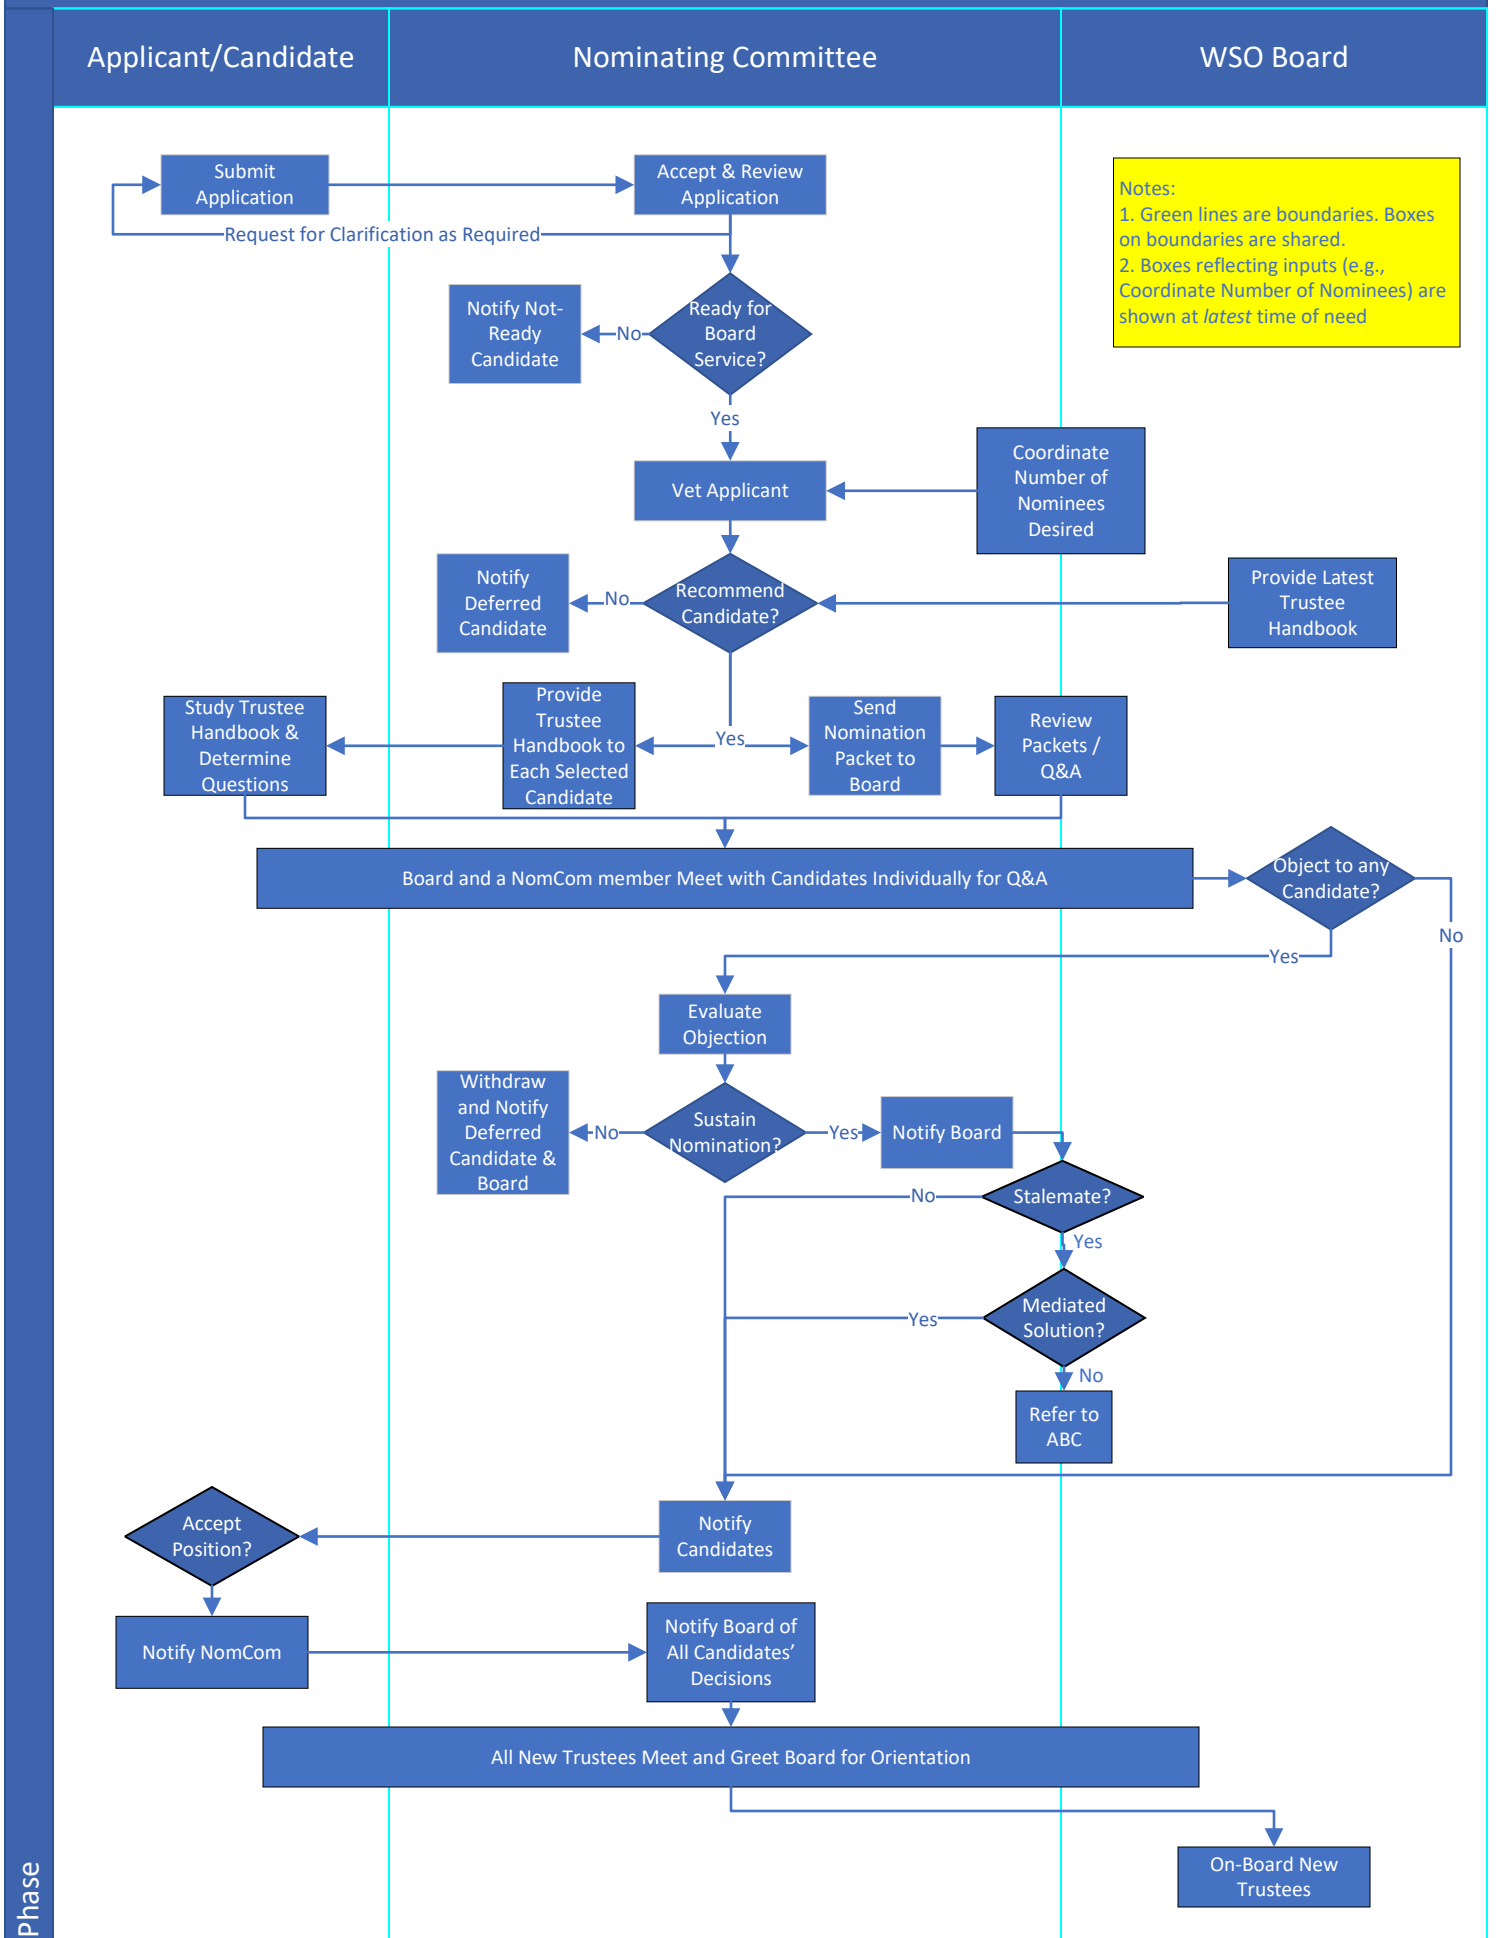 Applicant/Candidate
Nominating Committee
WSO Board
Submit
Application
Accept & Review
Application
Notes:
1. Green lines are boundaries. Boxes
on boundaries are shared.
2. Boxes reflecting inputs (e.g.,
Coordinate Number of Nominees) are
shown at latest time of need
Request for Clarification as Required
Notify Not-
Ready
Candidate
No
Ready for
Board
Service?
Yes
Vet Applicant
Coordinate
Number of
Nominees
Desired
Notify
Deferred
Candidate
No
Recommend
Candidate?
Provide Latest
Trustee
Handbook
Study Trustee
Handbook &
Determine
Questions
Provide
Trustee
Handbook to
Each Selected
Candidate
Yes
Send
Nomination
Packet to
Board
Review
Packets /
Q&A
Board and a NomCom member Meet with Candidates Individually for Q&A
Object to any
Candidate?
No
Yes
Evaluate
Objection
Withdraw
and Notify
Deferred
Candidate &
Board
No
Sustain
Nomination?
Yes
Notify Board
No
Stalemate?
Yes
Yes
Mediated
Solution?
No
Refer to
ABC
Accept
Position?
Notify
Candidates
Notify NomCom
Notify Board of
All Candidates’
Decisions
All New Trustees Meet and Greet Board for Orientation
On-Board New
Trustees
Phase